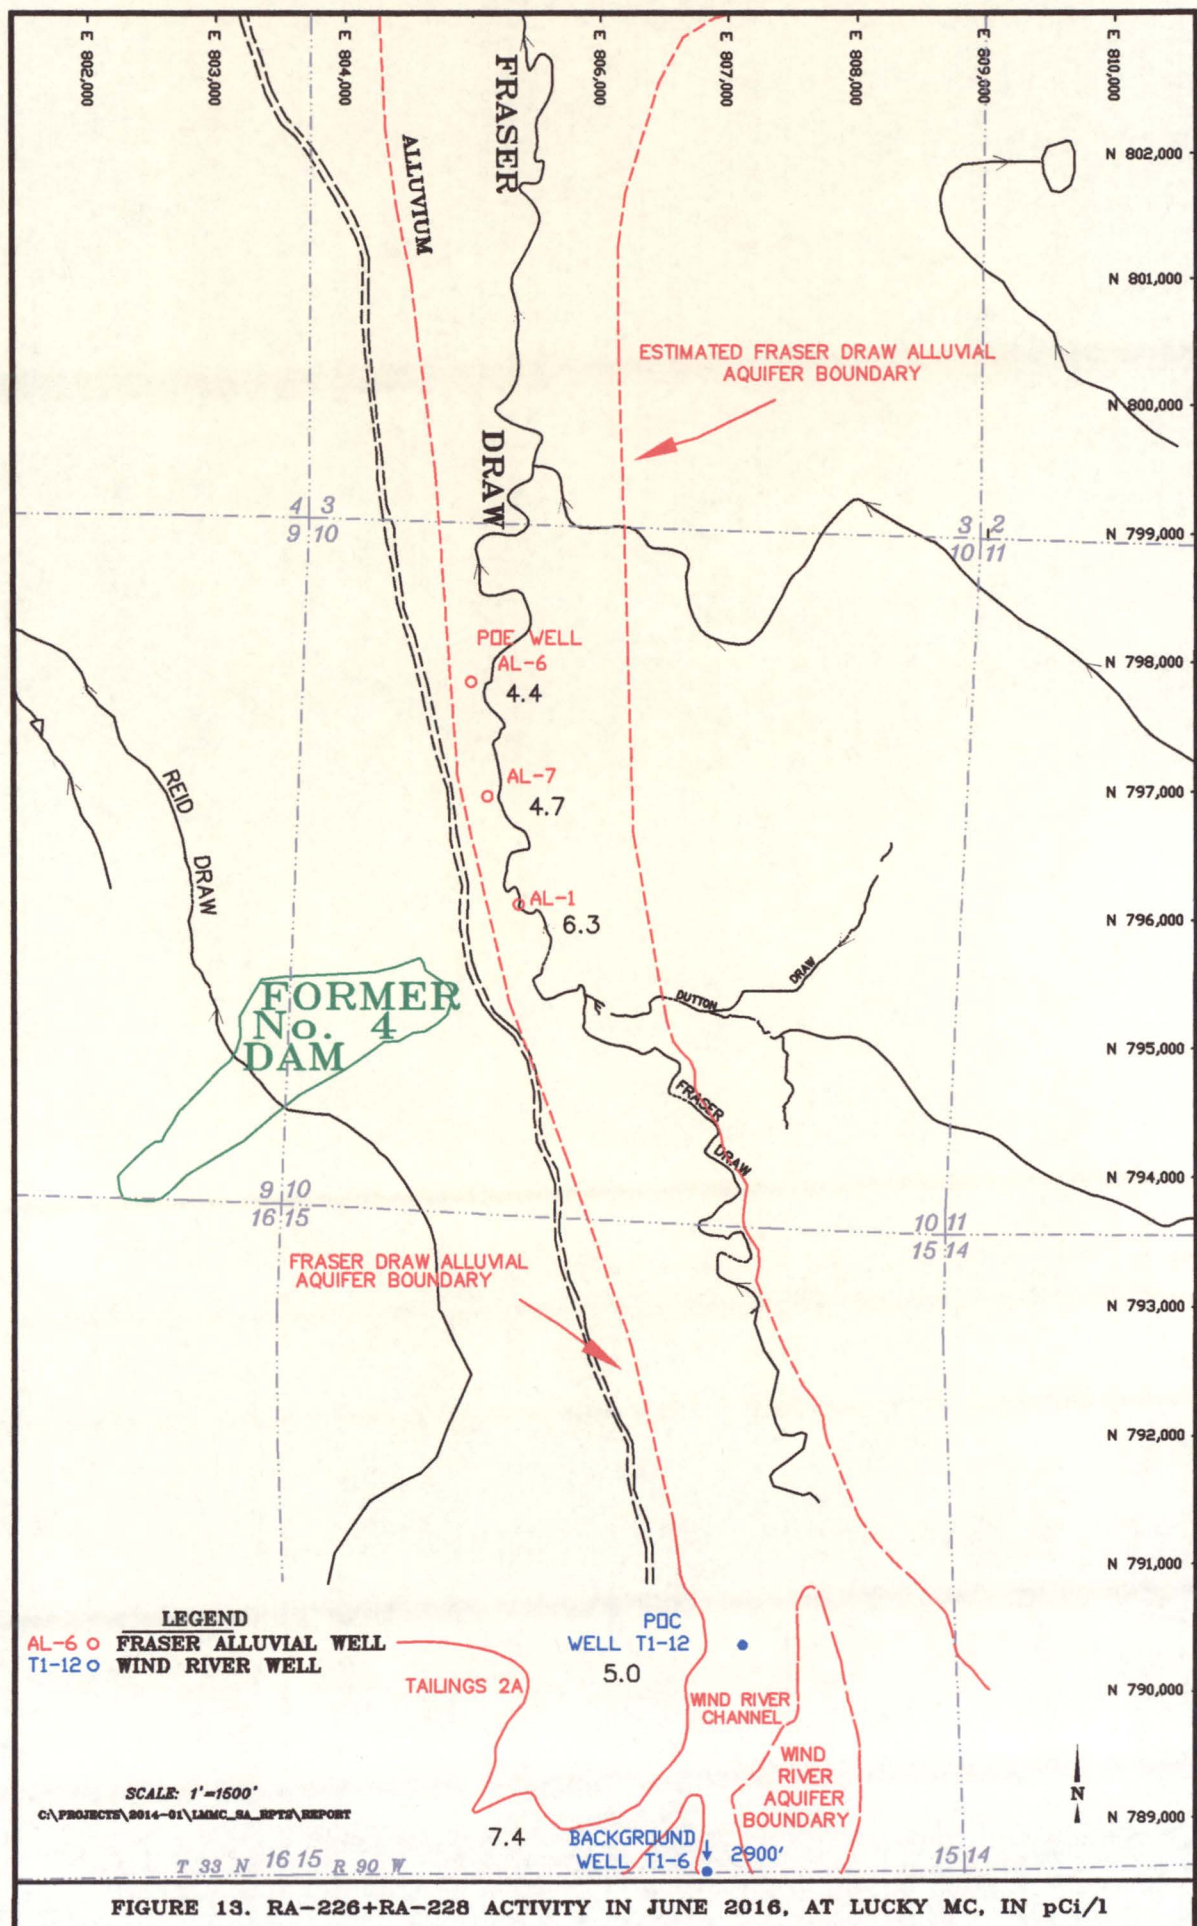 E 802,000
E 803,000
E 804,000
E 806,000
E 807,000
E 808,000
E 809,000
E 810,000
FRASER
ALLUVIUM
N 802,000
N 801,000
ESTIMATED FRASER DRAW ALLUVIAL
AQUIFER BOUNDARY
N 800,000
DRAW
4 3
9 10
3 2
10 11
N 799,000
POE WELL
AL-6
4.4
N 798,000
REID
DRAW
AL-7
4.7
N 797,000
AL-1
6.3
N 796,000
DUTTON
DRAW
FORMER
No. 4
DAM
N 795,000
FRASER
DRAW
N 794,000
9 10
16 15
10 11
15 14
FRASER DRAW ALLUVIAL
AQUIFER BOUNDARY
N 793,000
N 792,000
N 791,000
LEGEND
AL-6 FRASER ALLUVIAL WELL
T1-12 WIND RIVER WELL
POC
WELL T1-12
5.0
TAILINGS 2A
WIND RIVER
CHANNEL
N 790,000
WIND
RIVER
AQUIFER
BOUNDARY
N
SCALE: 1"=1500'
C:\PROJECTS\2014-01\LMMC_SA_RPTS\REPORT
N 789,000
7.4
BACKGROUND
WELL T1-6
2900'
T 33 N 16 15 R 90 W
15 14
FIGURE 13. RA-226+RA-228 ACTIVITY IN JUNE 2016, AT LUCKY MC, IN pCi/l